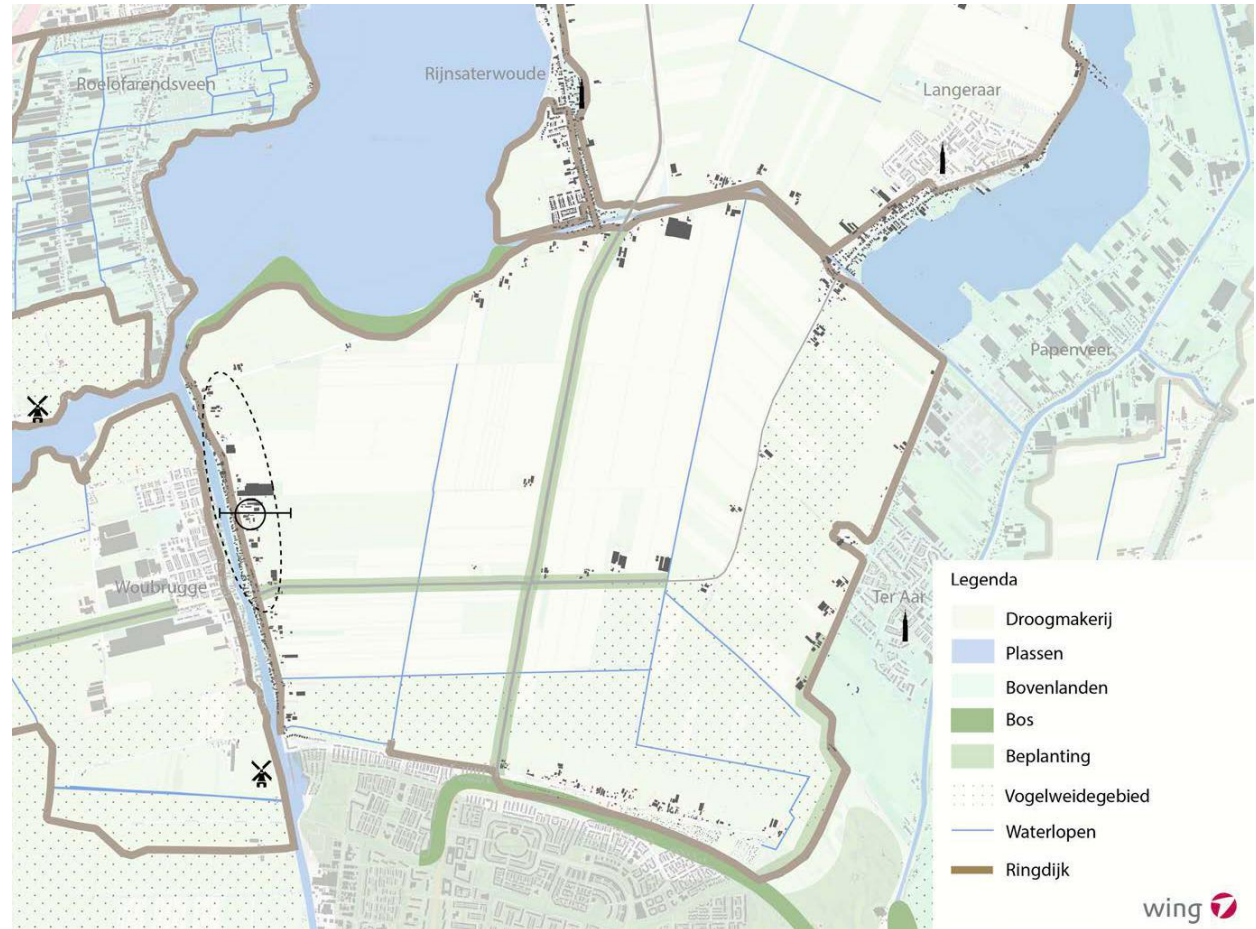 Roelofarendsveen
Rijnsaterwoude
Langeraar
Papenveer
Woubrugge
Ter Aar
Legenda
Droogmakerij
Plassen
Bovenlanden
Bos
Beplanting
Vogelweidegebied
Waterlopen
Ringdijk
wing